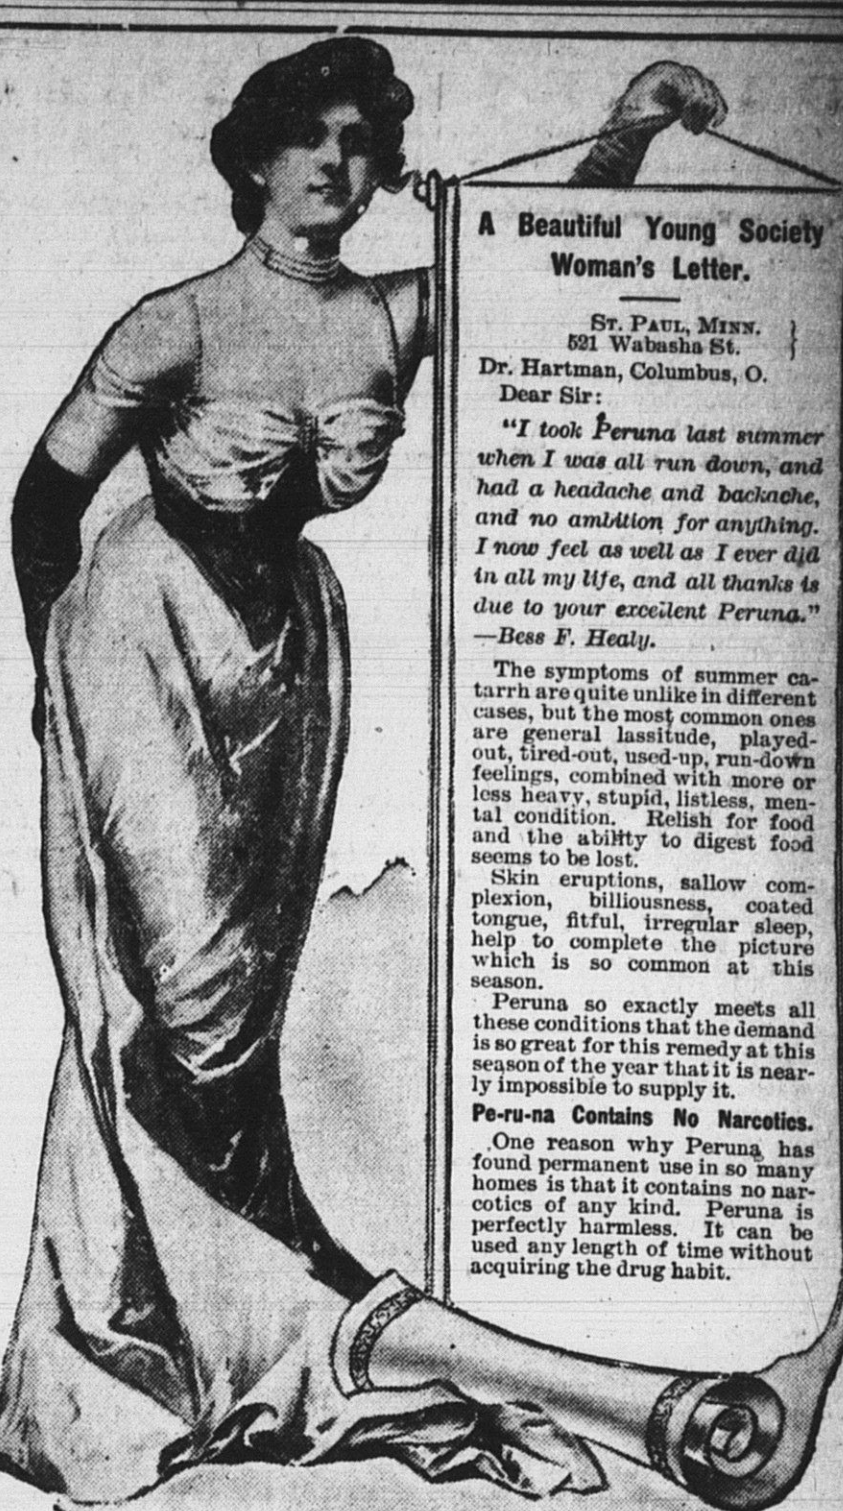 A Beautiful Young Society
Woman's Letter.
ST. PAUL, MINN. }
521 Wabasha St. }
Dr. Hartman, Columbus, O.
Dear Sir:
"I took Peruna last summer
when I was all run down, and
had a headache and backache,
and no ambition for anything.
I now feel as well as I ever did
in all my life, and all thanks is
due to your excellent Peruna."
—Bess F. Healy.
The symptoms of summer ca-
tarrh are quite unlike in different
cases, but the most common ones
are general lassitude, played-
out, tired-out, used-up, run-down
feelings, combined with more or
less heavy, stupid, listless, men-
tal condition. Relish for food
and the ability to digest food
seems to be lost.
Skin eruptions, sallow com-
plexion, billiousness, coated
tongue, fitful, irregular sleep,
help to complete the picture
which is so common at this
season.
Peruna so exactly meets all
these conditions that the demand
is so great for this remedy at this
season of the year that it is near-
ly impossible to supply it.
Pe-ru-na Contains No Narcotics.
One reason why Peruna has
found permanent use in so many
homes is that it contains no nar-
cotics of any kind. Peruna is
perfectly harmless. It can be
used any length of time without
acquiring the drug habit.